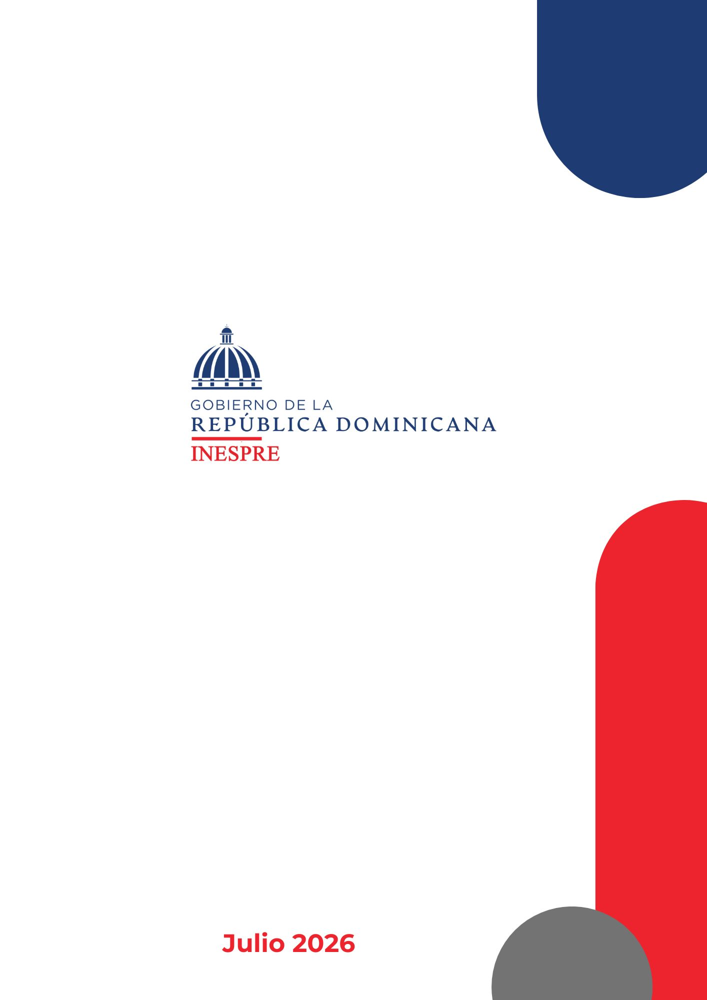 GOBIERNO DE LA
REPÚBLICA DOMINICANA
INESPRE
Julio 2026